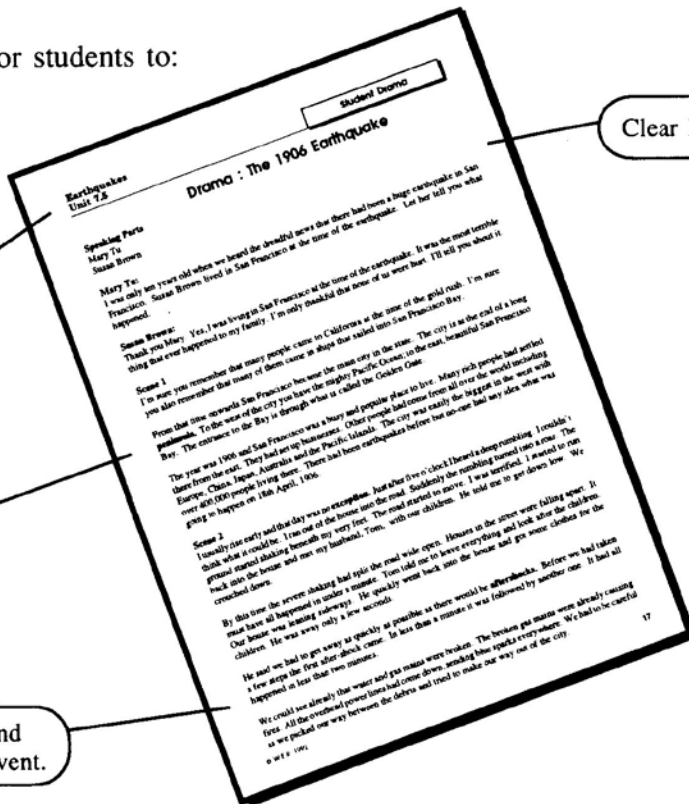 or students to:
Student Drama
Clear
Earthquakes
Unit 7.5
Drama : The 1906 Earthquake
Speaking Parts
Mary Tu
Susan Brown
Mary Tu:
I was only ten years old when we heard the dreadful news that there had been a huge earthquake in San
Francisco. Susan Brown lived in San Francisco at the time of the earthquake. Let her tell you what
happened.
Susan Brown:
Thank you Mary. Yes, I was living in San Francisco at the time of the earthquake. It was the most terrible
thing that ever happened to my family. I'm only thankful that none of us were hurt. I'll tell you about it.
Scene 1
I'm sure you remember that many people came to California at the time of the gold rush. I'm sure
you also remember that many of them came in ships that sailed into San Francisco Bay.
From that time onwards San Francisco became the main city in the state. The city is at the end of a long
peninsula. To the west of the city you have the mighty Pacific Ocean; to the east, beautiful San Francisco
Bay. The entrance to the Bay is through what is called the Golden Gate.
The year was 1906 and San Francisco was a busy and popular place to live. Many rich people had settled
there from the east. They had set up businesses. Other people had come from all over the world including
Europe, China, Japan, Australia and the Pacific Islands. The city was easily the biggest in the west with
over 400,000 people living there. There had been earthquakes before but no-one had any idea what was
going to happen on 18th April, 1906.
Scene 2
I usually rise early and that day was no exception. Just after five o'clock I heard a deep rumbling. I couldn't
think what it could be. I ran out of the house into the road. Suddenly the rumbling turned into a roar. The
ground started shaking beneath my very feet. The road started to move. I was terrified. I started to run
back into the house and met my husband, Tom, with our children. He told me to get down low. We
crouched down.
By this time the severe shaking had split the road wide open. Houses in the street were falling apart. It
must have all happened in under a minute. Tom told me to leave everything and look after the children.
Our house was leaning sideways. He quickly went back into the house and got some clothes for the
children. He was away only a few seconds.
He said we had to get away as quickly as possible as there would be aftershocks. Before we had taken
a few steps the first after-shock came. In less than a minute it was followed by another one. It had all
happened in less than two minutes.
We could see already that water and gas mains were broken. The broken gas mains were already causing
fires. All the overhead power lines had come down, sending blue sparks everywhere. We had to be careful
as we picked our way between the debris and tried to make our way out of the city.
17
nd
vent.